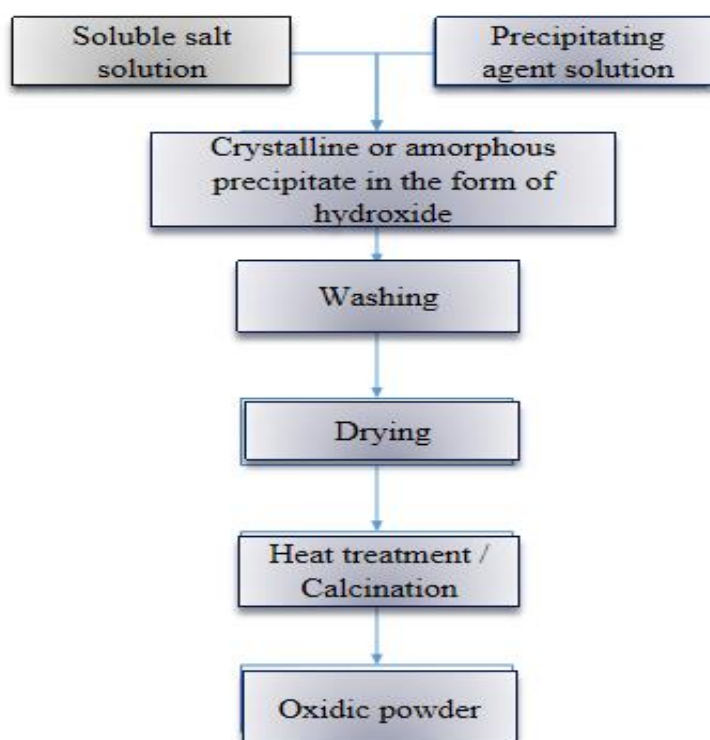 Soluble salt
solution
Precipitating
agent solution
Crystalline or amorphous
precipitate in the form of
hydroxide
Washing
Drying
Heat treatment /
Calcination
Oxidic powder